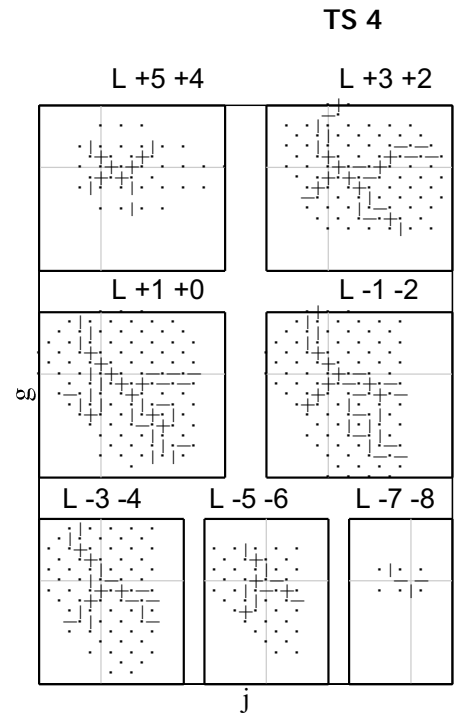 TS 4
L +5 +4
L +3 +2
L +1 +0
L -1 -2
g
L -3 -4
L -5 -6
L -7 -8
j